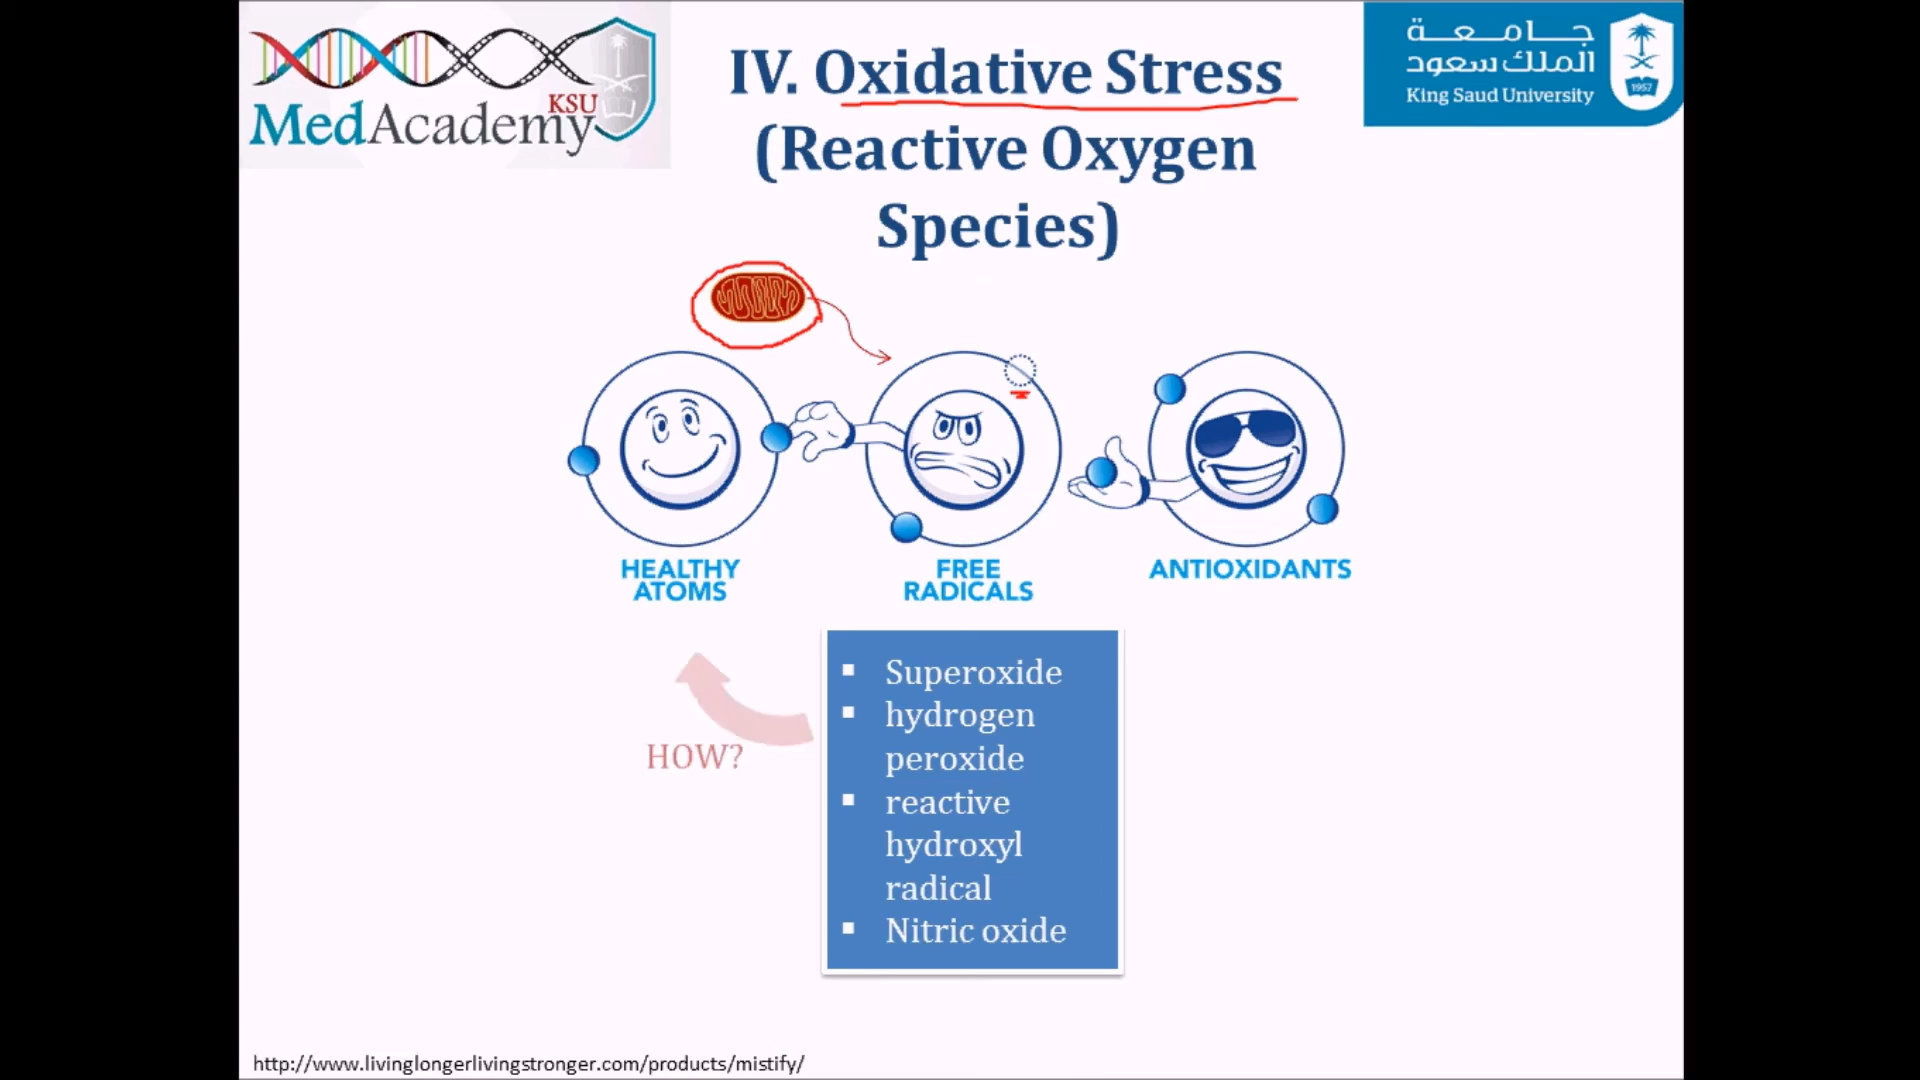 KSU
MedAcademy
IV. Oxidative Stress
(Reactive Oxygen
Species)
جامعة
الملك سعود
King Saud University
1957
HEALTHY
ATOMS
FREE
RADICALS
ANTIOXIDANTS
HOW?
▪ Superoxide
▪ hydrogen
peroxide
▪ reactive
hydroxyl
radical
▪ Nitric oxide
http://www.livinglongerlivingstronger.com/products/mistify/